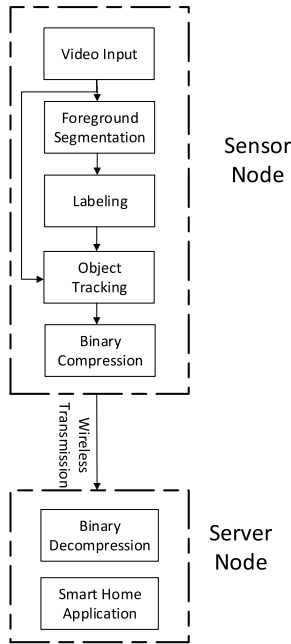 Video Input
Foreground
Segmentation
Labeling
Object
Tracking
Binary
Compression
Sensor
Node
Wireless
Transmission
Binary
Decompression
Smart Home
Application
Server
Node